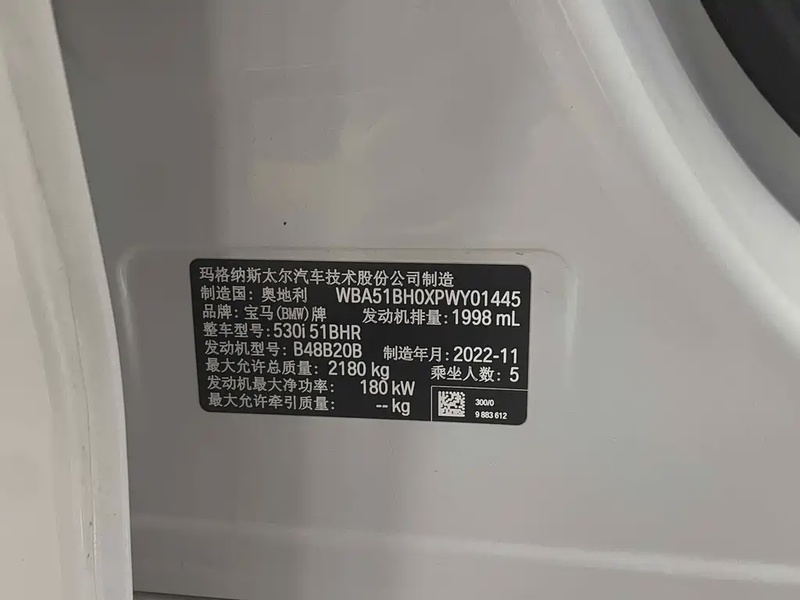 玛格纳斯太尔汽车技术股份公司制造
制造国：奥地利 WBA51BH0XPWY01445
品牌：宝马(BMW)牌 发动机排量：1998 mL
整车型号：530i 51BHR
发动机型号：B48B20B 制造年月：2022-11
最大允许总质量：2180 kg 乘坐人数：5
发动机最大净功率：180 kW
最大允许牵引质量：-- kg
300/0
9 883 612